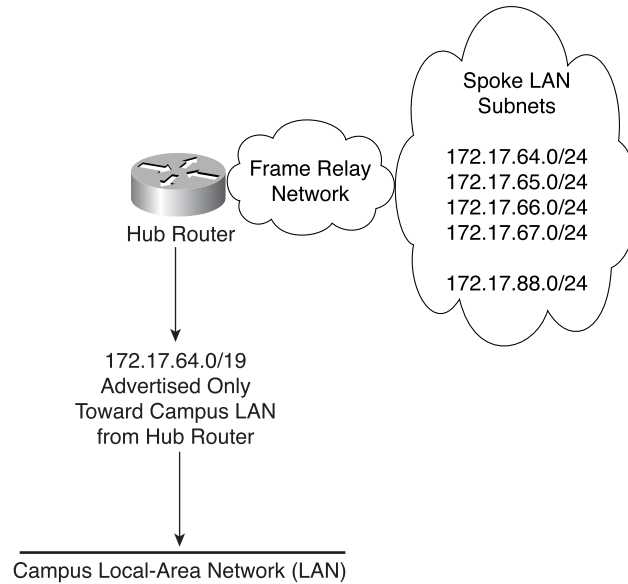 Spoke LAN
Subnets
172.17.64.0/24
172.17.65.0/24
172.17.66.0/24
172.17.67.0/24
172.17.88.0/24
Frame Relay
Network
Hub Router
172.17.64.0/19
Advertised Only
Toward Campus LAN
from Hub Router
Campus Local-Area Network (LAN)